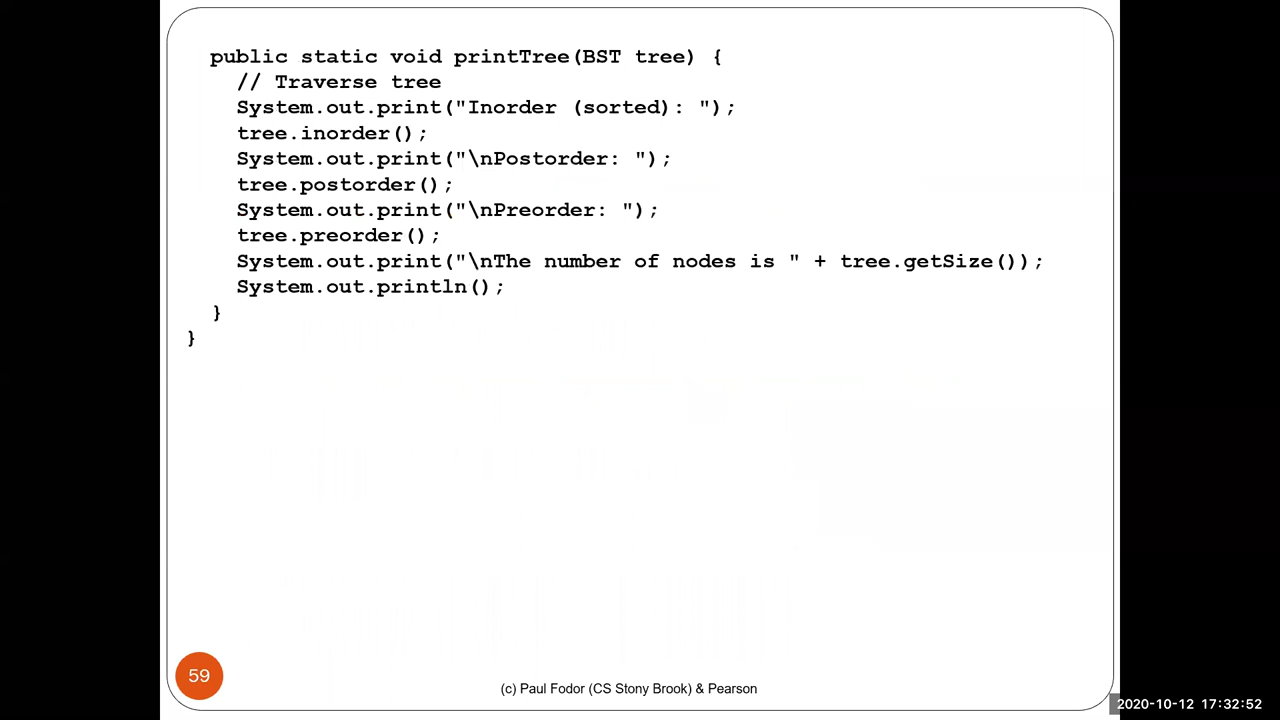 public static void printTree(BST tree) {
// Traverse tree
System.out.print("Inorder (sorted): ");
tree.inorder();
System.out.print("\nPostorder: ");
tree.postorder();
System.out.print("\nPreorder: ");
tree.preorder();
System.out.print("\nThe number of nodes is " + tree.getSize());
System.out.println();
}
}
59
(c) Paul Fodor (CS Stony Brook) & Pearson
2020-10-12 17:32:52